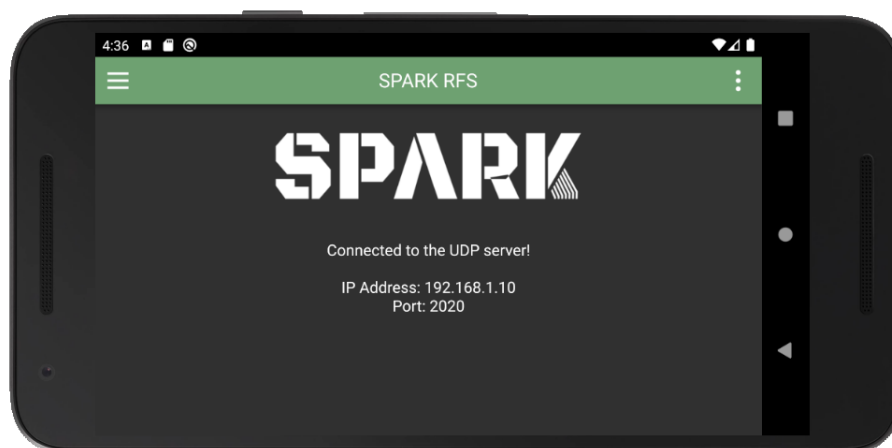 4:36
SPARK RFS
SPARK
Connected to the UDP server!
IP Address: 192.168.1.10
Port: 2020